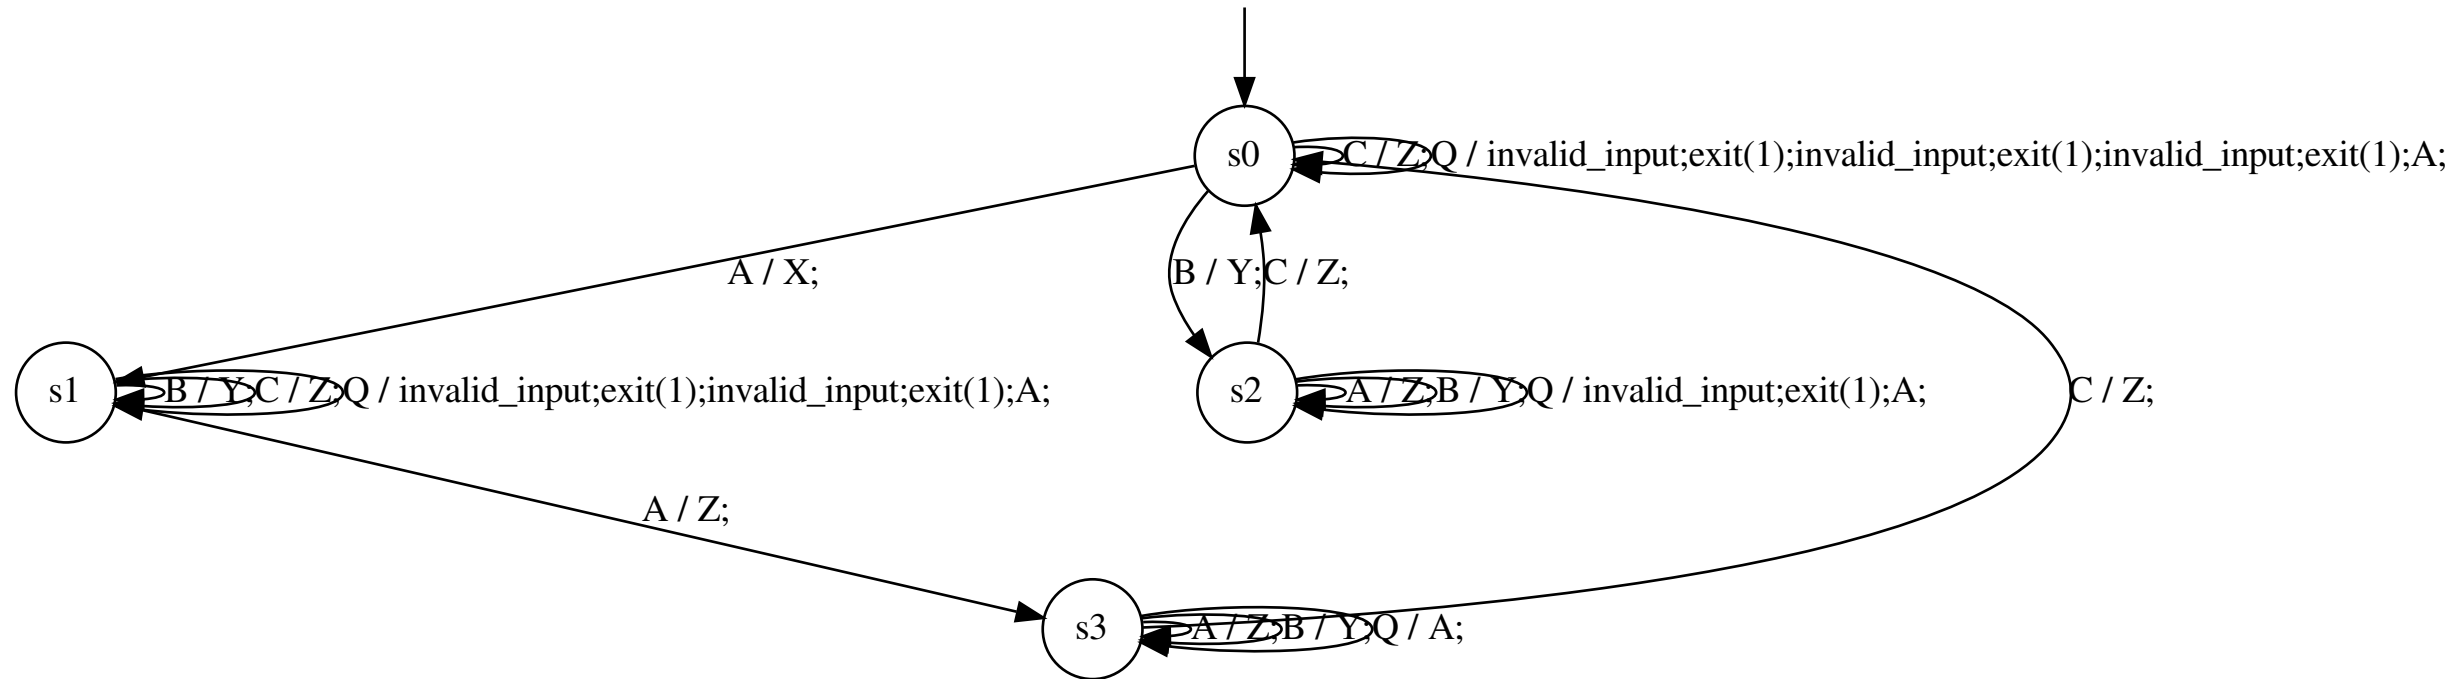 s0
C / Z;
Q / invalid_input;exit(1);invalid_input;exit(1);invalid_input;exit(1);A;
A / X;
B / Y;
C / Z;
s1
B / Y;
C / Z;
Q / invalid_input;exit(1);invalid_input;exit(1);A;
s2
A / Z;
B / Y;
Q / invalid_input;exit(1);A;
C / Z;
A / Z;
s3
A / Z;
B / Y;
Q / A;